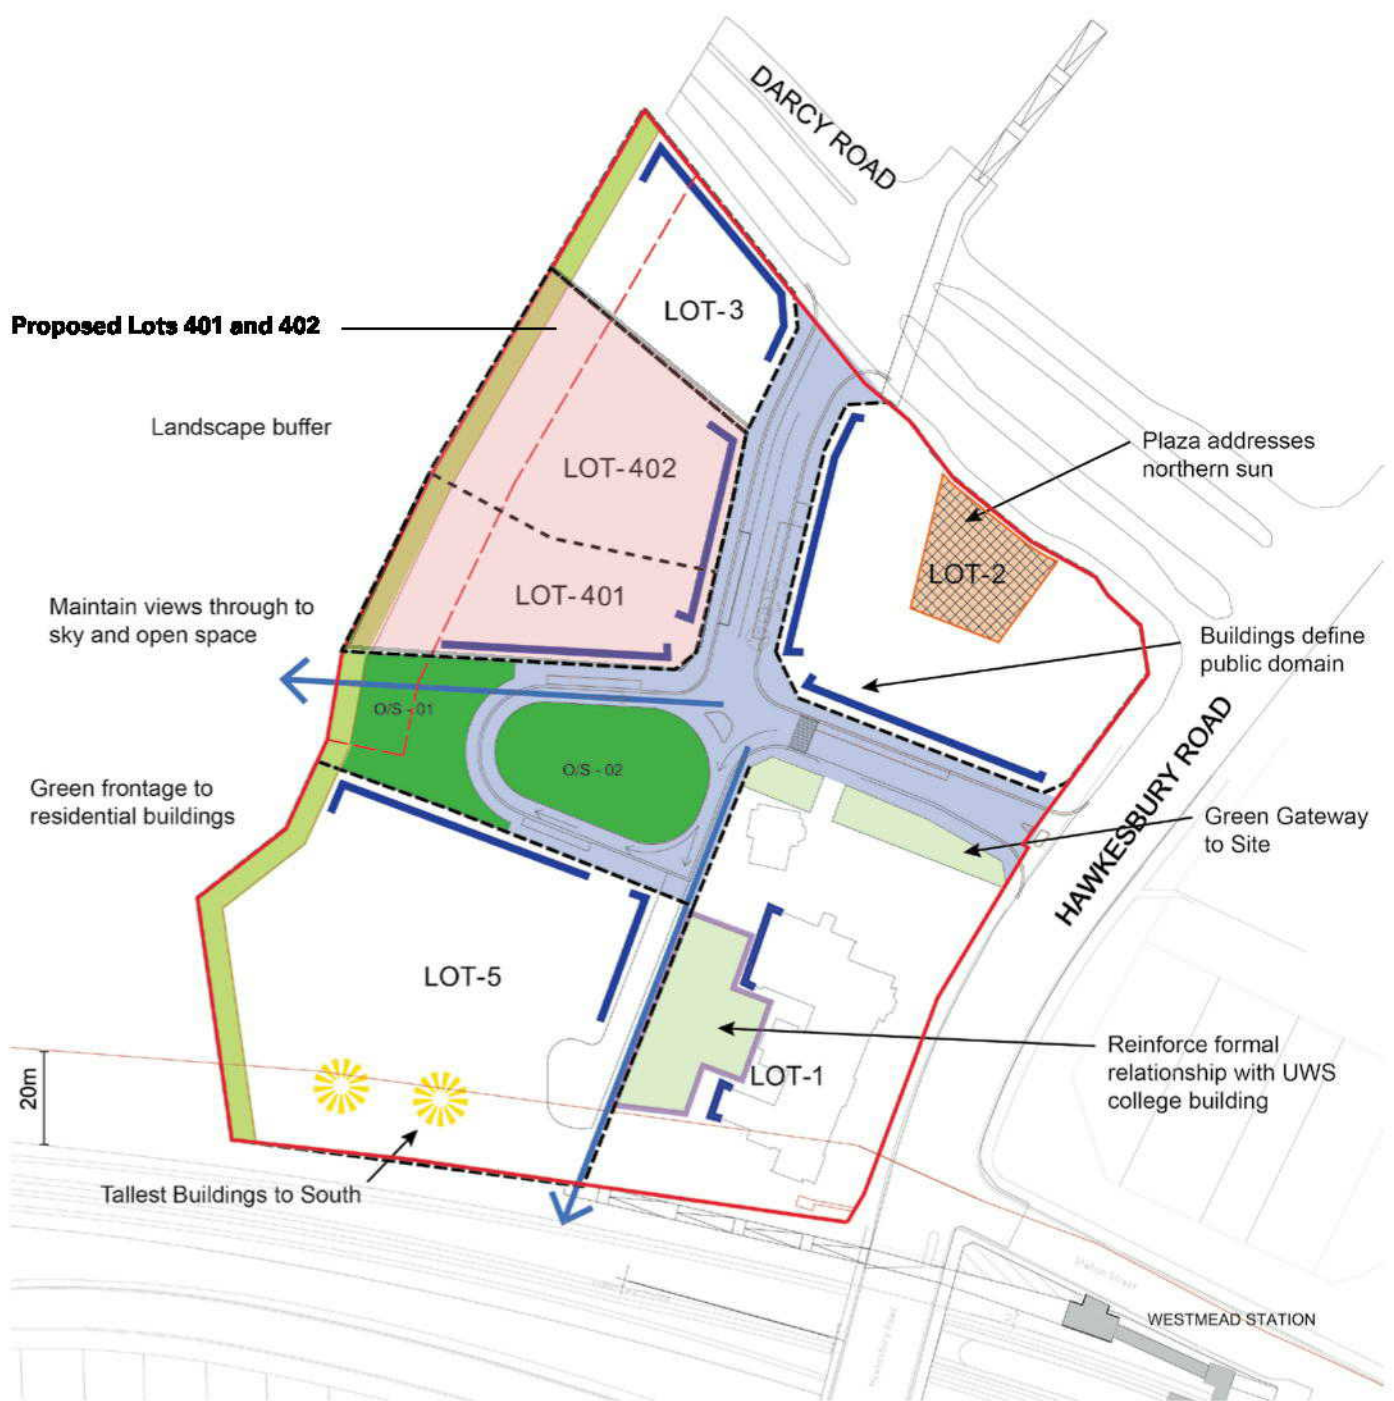 DARCY ROAD
LOT-3
Proposed Lots 401 and 402
Landscape buffer
LOT-402
Plaza addresses
northern sun
LOT-2
LOT-401
Maintain views through to
sky and open space
Buildings define
public domain
O/S - 01
O/S - 02
HAWKESBURY ROAD
Green frontage to
residential buildings
Green Gateway
to Site
LOT-5
Reinforce formal
relationship with UWS
college building
LOT-1
20m
Tallest Buildings to South
WESTMEAD STATION